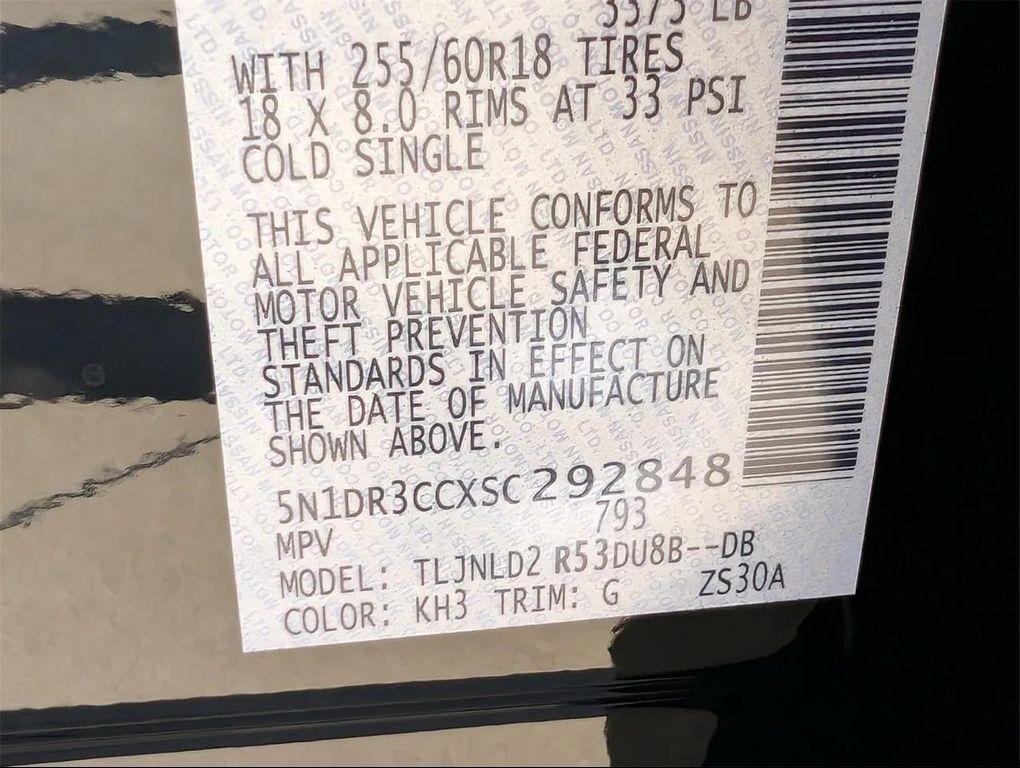 3375 LB
WITH 255/60R18 TIRES
18 X 8.0 RIMS AT 33 PSI
COLD SINGLE
THIS VEHICLE CONFORMS TO
ALL APPLICABLE FEDERAL
MOTOR VEHICLE SAFETY AND
THEFT PREVENTION
STANDARDS IN EFFECT ON
THE DATE OF MANUFACTURE
SHOWN ABOVE.
5N1DR3CCXSC292848
793
MPV
MODEL: TLJNLD2 R53DU8B--DB
COLOR: KH3 TRIM: G ZS30A